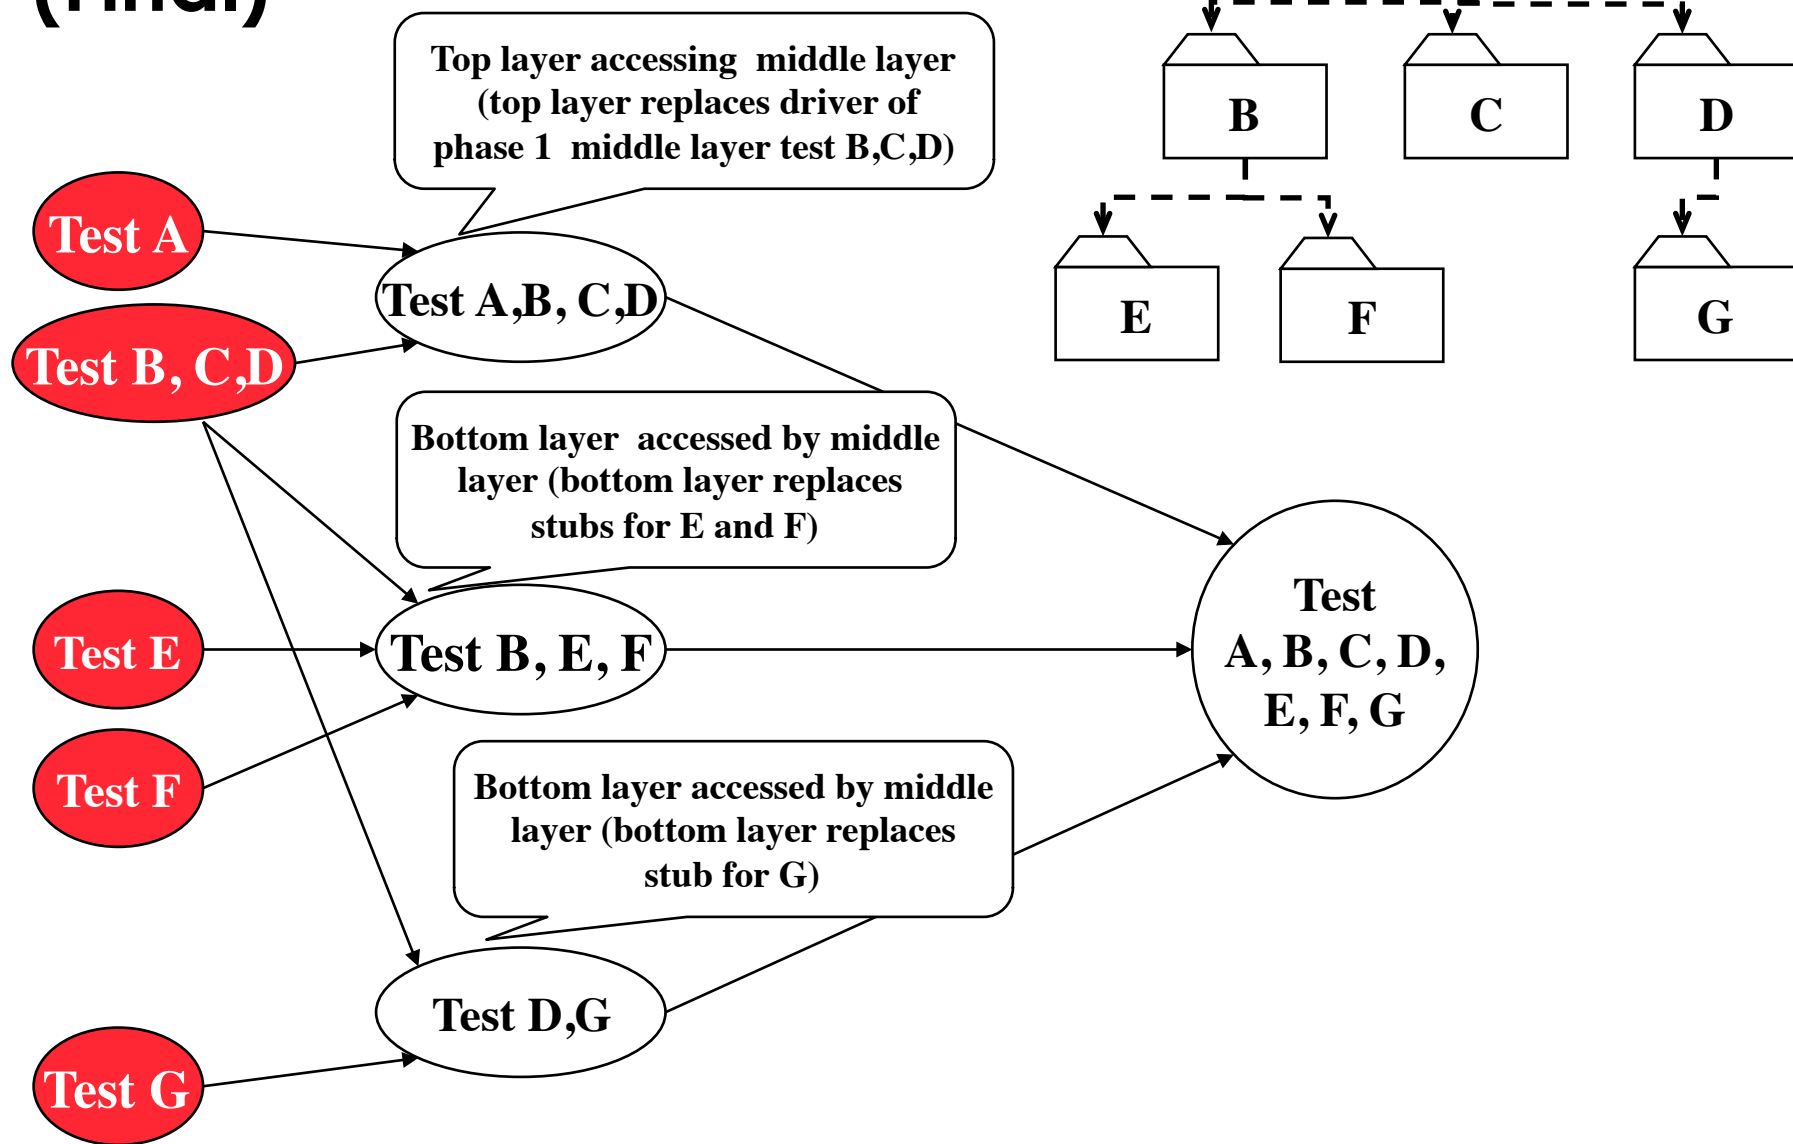 Top layer accessing middle layer
(top layer replaces driver of
phase 1 middle layer test B,C,D)
B
C
D
E
F
G
Test A
Test A,B, C,D
Test B, C,D
Bottom layer accessed by middle
layer (bottom layer replaces
stubs for E and F)
Test E
Test B, E, F
Test
A, B, C, D,
E, F, G
Test F
Bottom layer accessed by middle
layer (bottom layer replaces
stub for G)
Test D,G
Test G